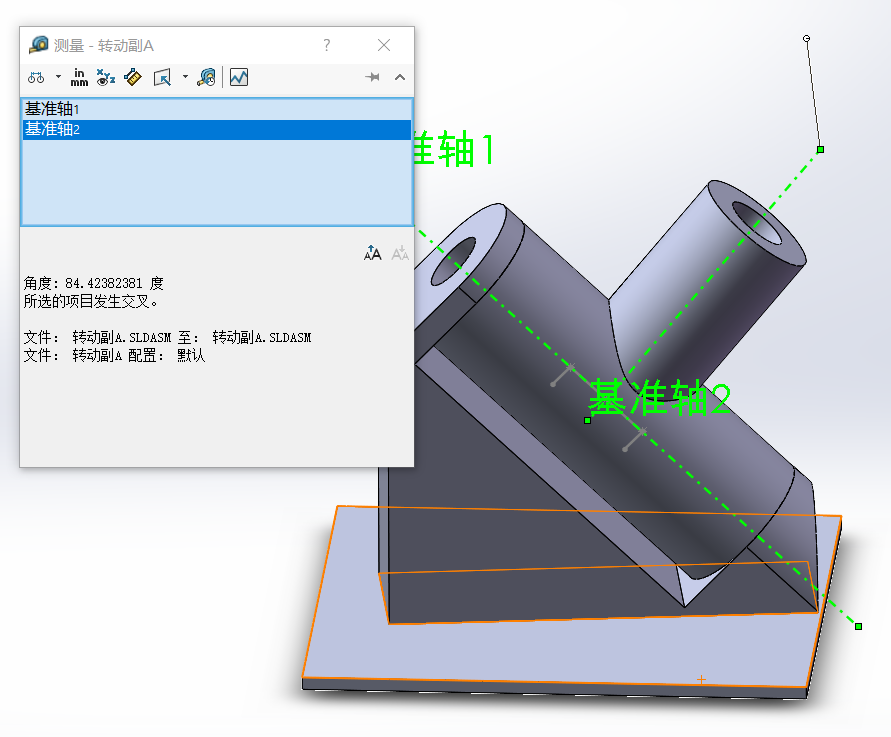 测量 - 转动副A
?
in
mm
xyz
基准轴1
基准轴2
准轴1
AA
AA
角度: 84.42382381 度
所选的项目发生交叉。
文件: 转动副A.SLDASM 至: 转动副A.SLDASM
文件: 转动副A 配置: 默认
基准轴2